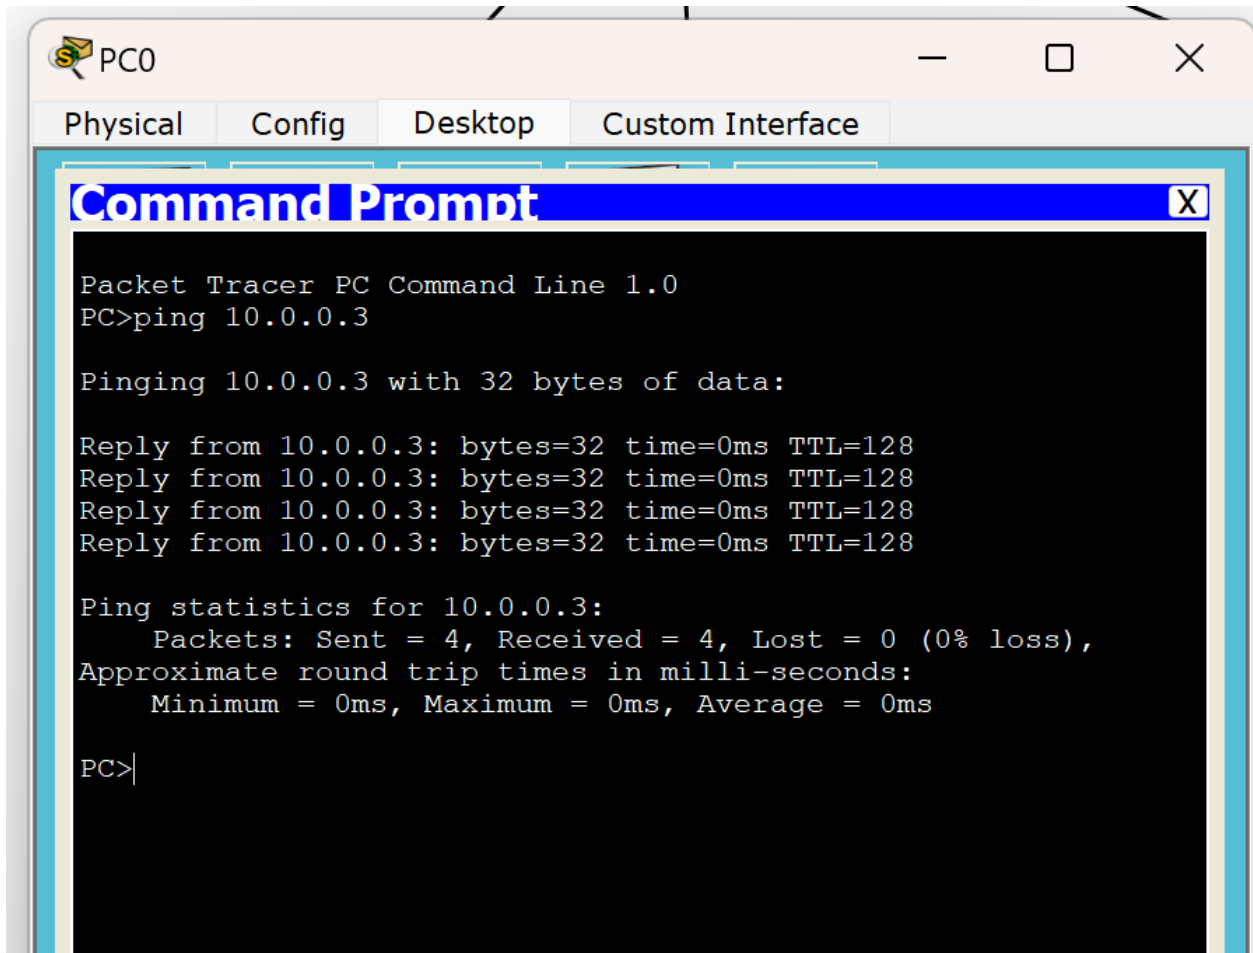 PC0
Physical Config Desktop Custom Interface
Command Prompt X
Packet Tracer PC Command Line 1.0
PC>ping 10.0.0.3
Pinging 10.0.0.3 with 32 bytes of data:
Reply from 10.0.0.3: bytes=32 time=0ms TTL=128
Reply from 10.0.0.3: bytes=32 time=0ms TTL=128
Reply from 10.0.0.3: bytes=32 time=0ms TTL=128
Reply from 10.0.0.3: bytes=32 time=0ms TTL=128
Ping statistics for 10.0.0.3:
    Packets: Sent = 4, Received = 4, Lost = 0 (0% loss),
Approximate round trip times in milli-seconds:
    Minimum = 0ms, Maximum = 0ms, Average = 0ms
PC>